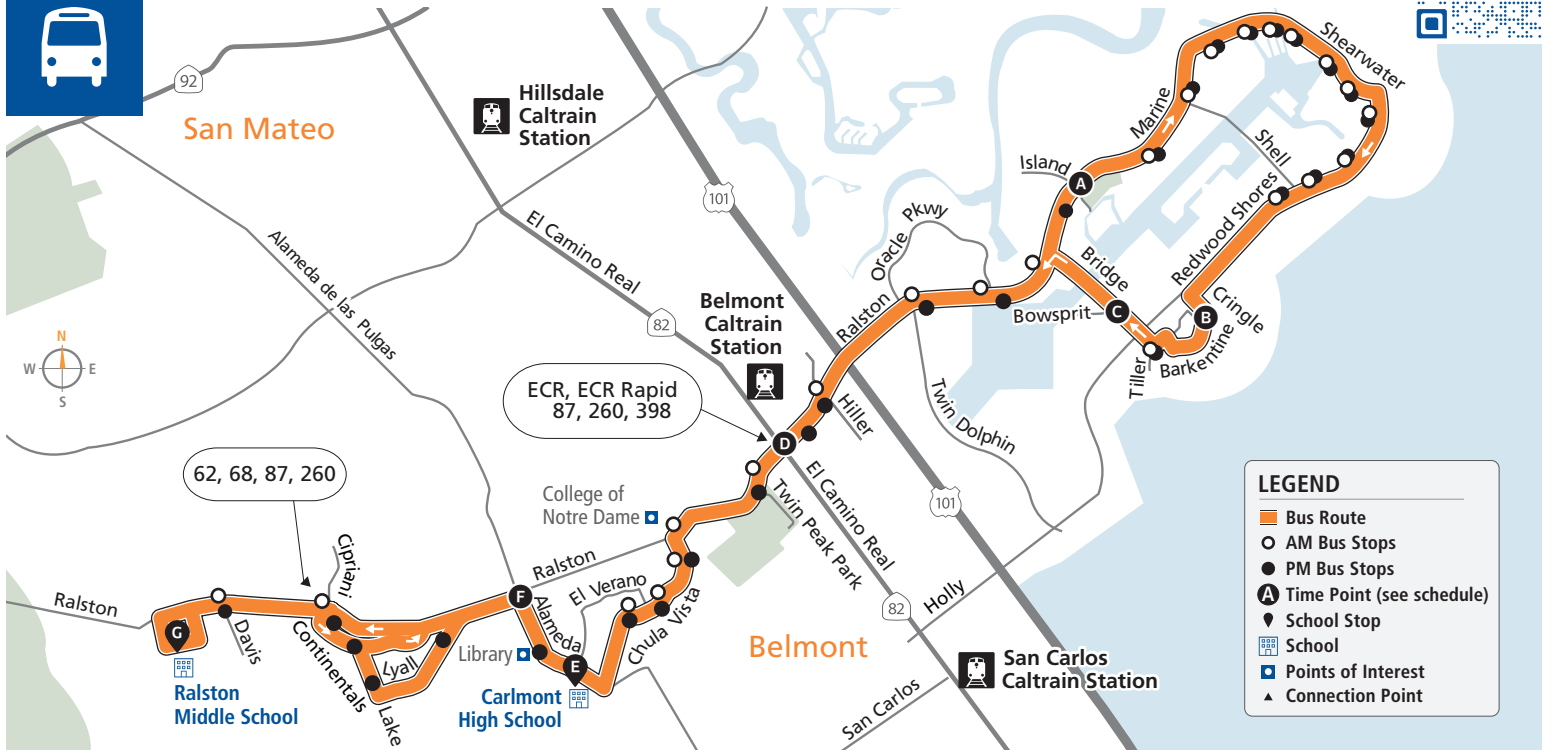 92
San Mateo
Hillsdale
Caltrain
Station
101
Shearwater
Marine
Shell
Island
Redwood Shores
A
Oracle Pkwy
Bridge
Alameda de las Pulgas
El Camino Real
82
Belmont
Caltrain
Station
Ralston
Bowsprit
C
B
Cringle
Barkentine
Tiller
N
W
E
S
ECR, ECR Rapid
87, 260, 398
D
Hiller
Twin Dolphin
62, 68, 87, 260
College of
Notre Dame
Twin Peak Park
El Camino Real
101
Cipriani
Ralston
El Verano
F
Alameda
Chula Vista
82
Holly
Ralston
G
Davis
Continentals
Lyall
Lake
Library
E
Carlmont
High School
Ralston
Middle School
Belmont
San Carlos
Caltrain Station
San Carlos
LEGEND
Bus Route
AM Bus Stops
PM Bus Stops
A Time Point (see schedule)
School Stop
School
Points of Interest
Connection Point